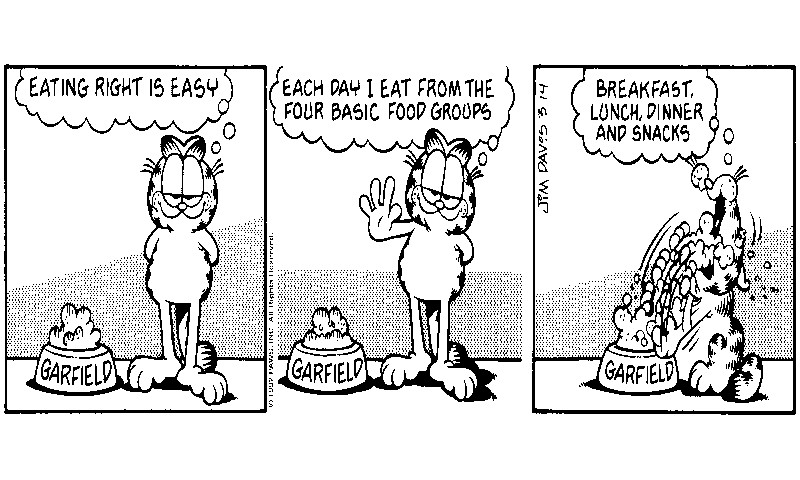 EATING RIGHT IS EASY
GARFIELD
EACH DAY I EAT FROM THE
FOUR BASIC FOOD GROUPS
GARFIELD
BREAKFAST,
LUNCH, DINNER
AND SNACKS
JIM DAVIS 3/14
GARFIELD